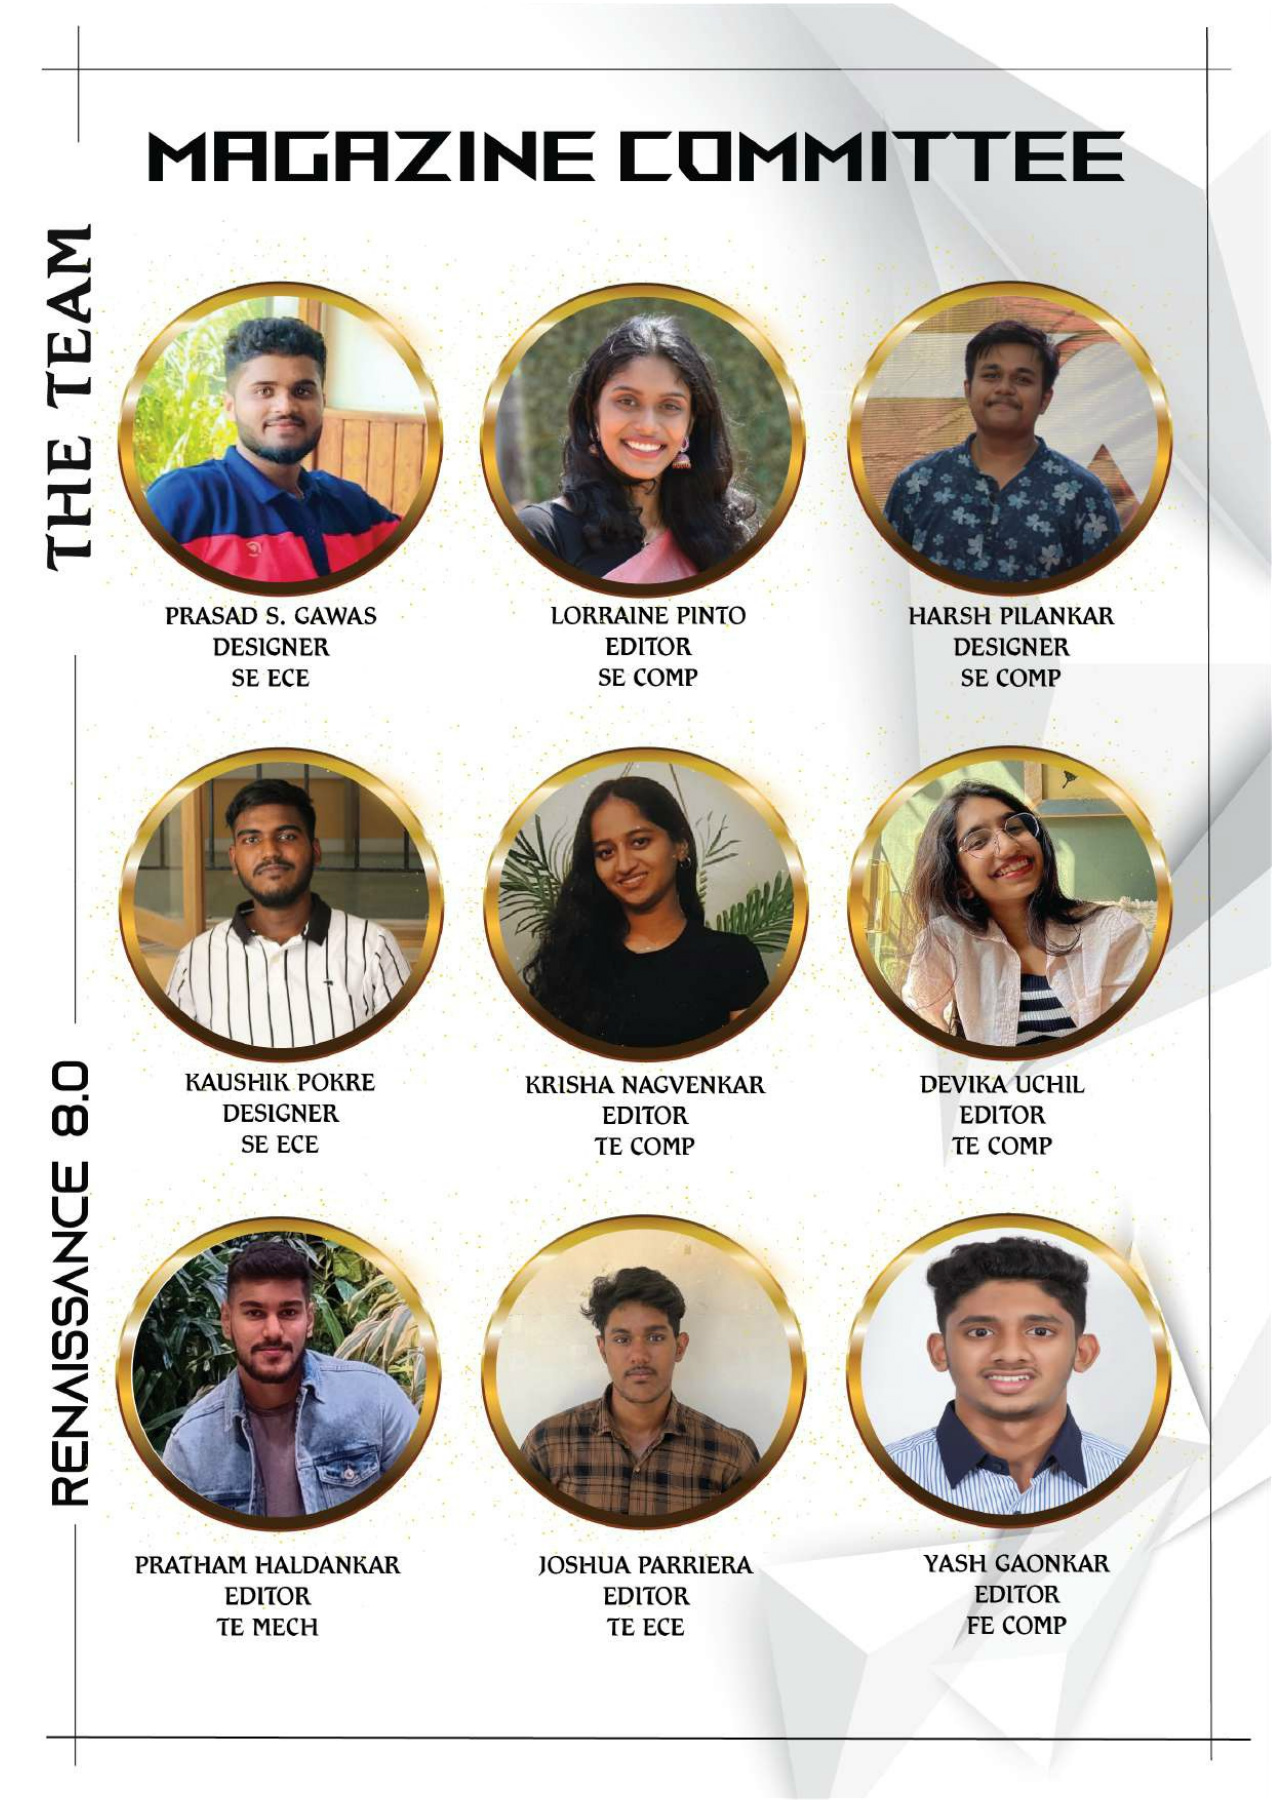 MAGAZINE COMMITTEE
THE TEAM
PRASAD S. GAWAS
DESIGNER
SE ECE
LORRAINE PINTO
EDITOR
SE COMP
HARSH PILANKAR
DESIGNER
SE COMP
KAUSHIK POKRE
DESIGNER
SE ECE
KRISHA NAGVENKAR
EDITOR
TE COMP
DEVIKA UCHIL
EDITOR
TE COMP
RENAISSANCE 8.0
PRATHAM HALDANKAR
EDITOR
TE MECH
JOSHUA PARRIERA
EDITOR
TE ECE
YASH GAONKAR
EDITOR
FE COMP